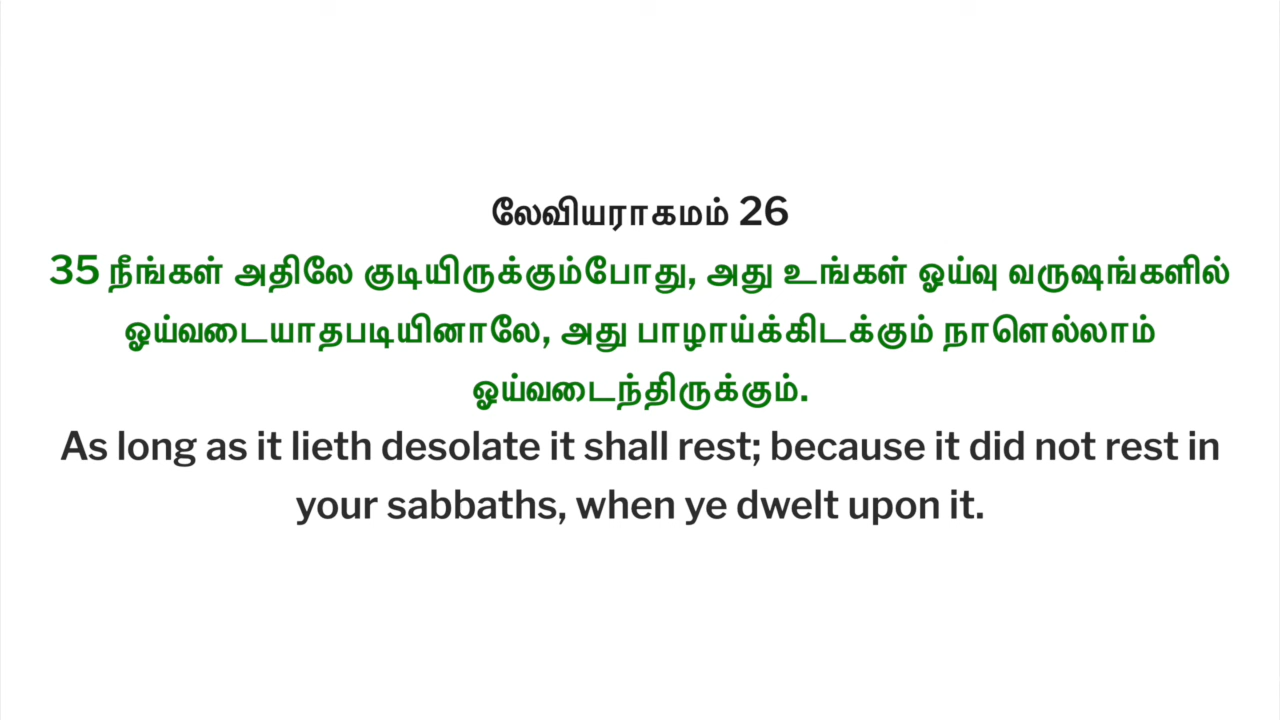 லேவியராகமம் 26
35 நீங்கள் அதிலே குடியிருக்கும்போது, அது உங்கள் ஓய்வு வருஷங்களில்
ஓய்வடையாதபடியினாலே, அது பாழாய்க்கிடக்கும் நாளெல்லாம்
ஓய்வடைந்திருக்கும்.
As long as it lieth desolate it shall rest; because it did not rest in
your sabbaths, when ye dwelt upon it.